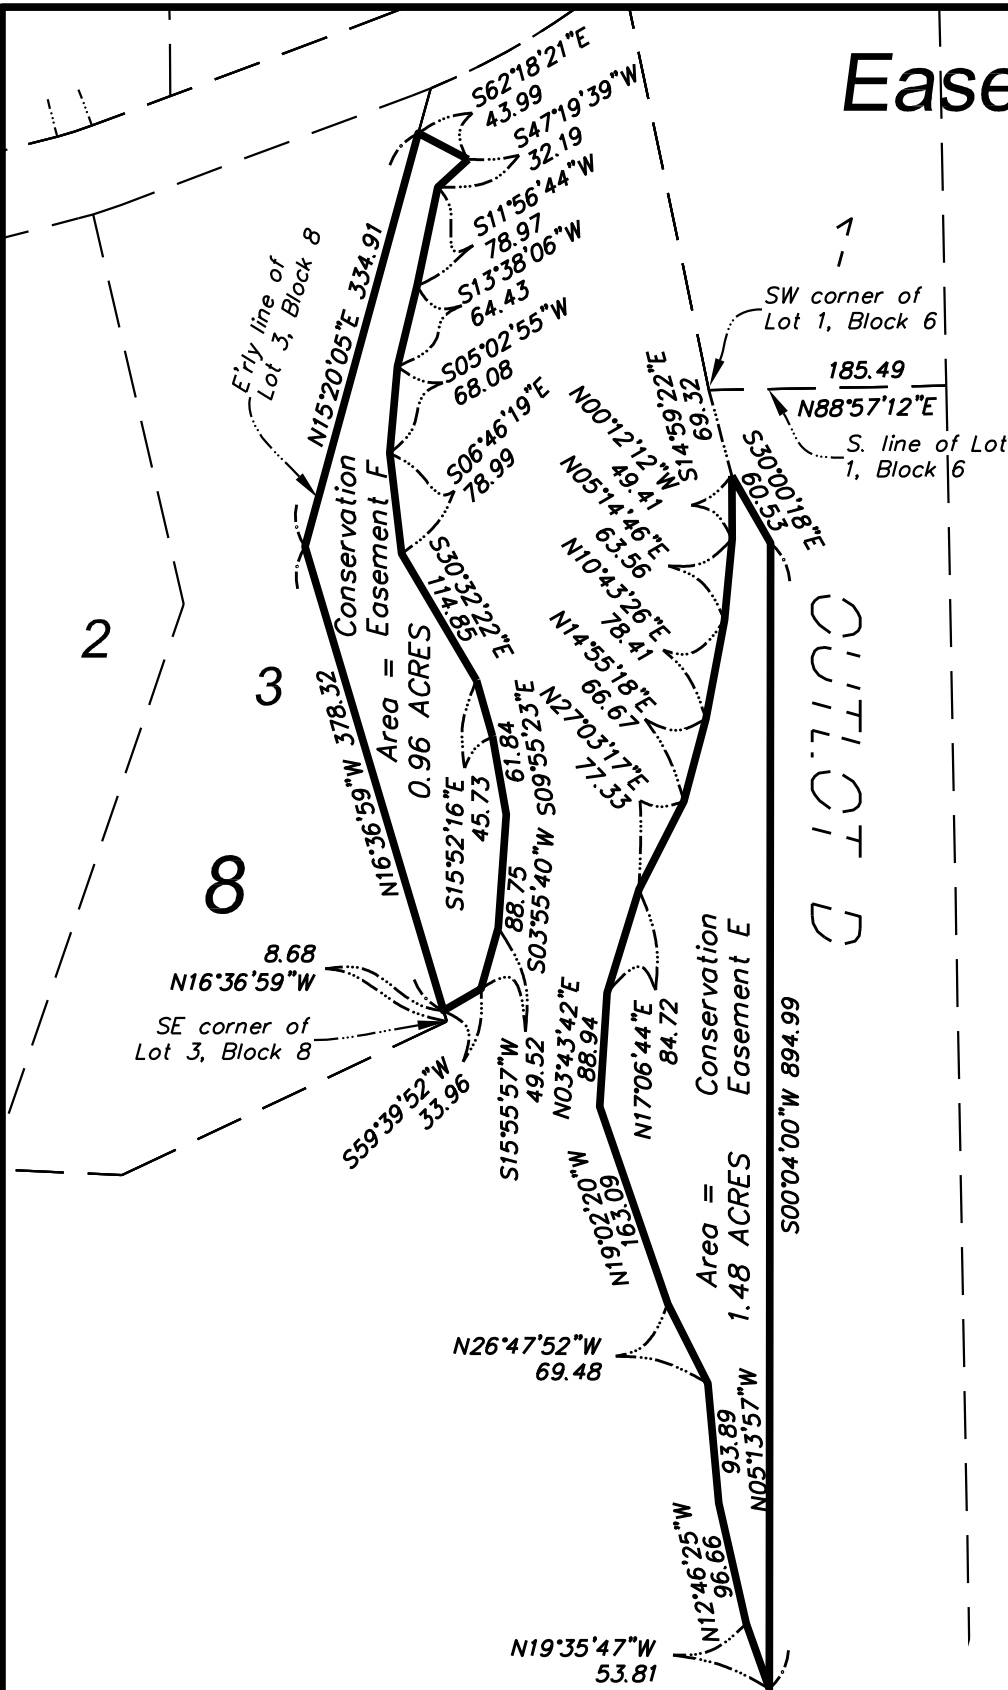 Ease
S62°18'21"E
43.99
S47°19'39"W
32.19
S11°56'44"W
78.97
S13°38'06"W
64.43
S05°02'55"W
68.08
S06°46'19"E
78.99
S30°32'22"E
114.85
S15°52'16"E
45.73
61.84
S09°55'23"E
88.75
S03°55'40"W
S15°55'57"W
49.52
S59°39'52"W
33.96
8.68
N16°36'59"W
SE corner of
Lot 3, Block 8
N16°36'59"W 378.32
N15°20'05"E 334.91
E'rly line of
Lot 3, Block 8
Conservation
Easement F
Area =
0.96 ACRES
2
3
8
SW corner of
Lot 1, Block 6
185.49
N88°57'12"E
S. line of Lot
1, Block 6
S14°59'22"E
69.32
S30°00'18"E
60.53
N00°12'12"W
49.41
N05°14'46"E
63.56
N10°43'26"E
78.41
N14°55'18"E
66.67
N27°03'17"E
77.33
N17°06'44"E
84.72
N03°43'42"E
88.94
N19°02'20"W
163.09
N26°47'52"W
69.48
93.89
N05°13'57"W
N12°46'25"W
96.66
N19°35'47"W
53.81
S00°04'00"W 894.99
Conservation
Easement E
Area =
1.48 ACRES
OUTLOT D